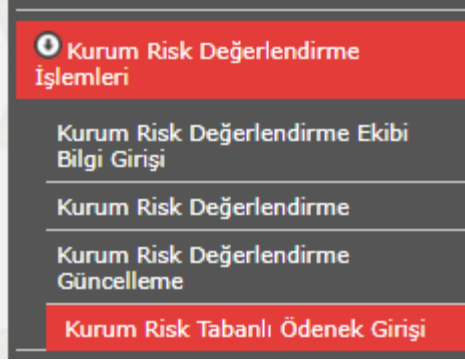 Kurum Risk Değerlendirme
İşlemleri
Kurum Risk Değerlendirme Ekibi
Bilgi Girişi
Kurum Risk Değerlendirme
Kurum Risk Değerlendirme
Güncelleme
Kurum Risk Tabanlı Ödenek Girişi